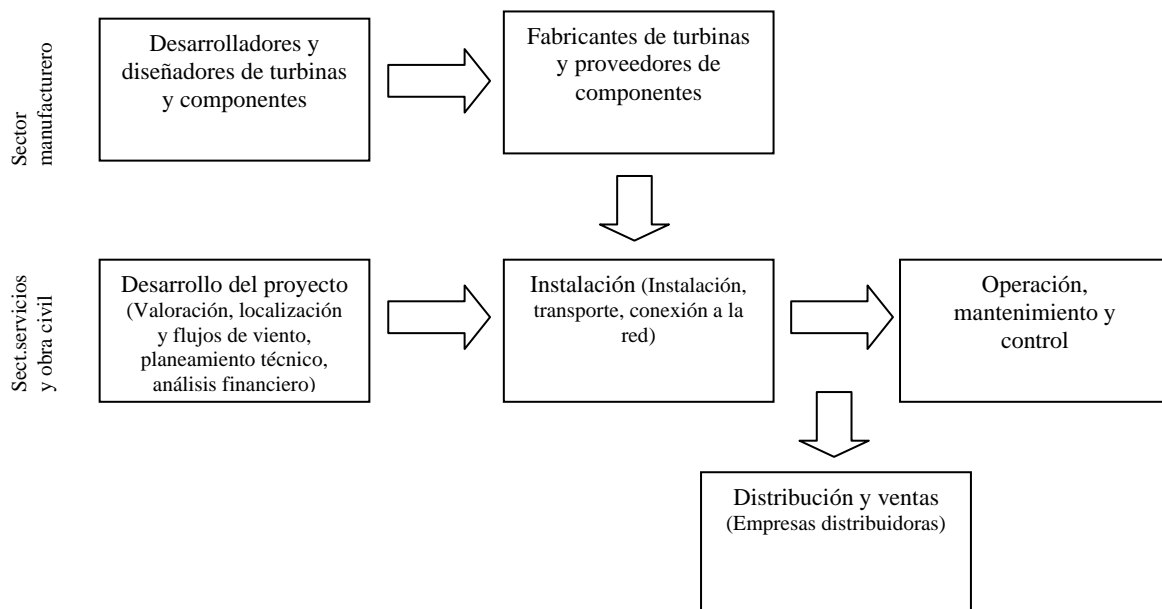 Sector
manufacturero
Desarrolladores y
diseñadores de turbinas
y componentes
Fabricantes de turbinas
y proveedores de
componentes
Sect.servicios
y obra civil
Desarrollo del proyecto
(Valoración, localización
y flujos de viento,
planeamiento técnico,
análisis financiero)
Instalación (Instalación,
transporte, conexión a la
red)
Operación,
mantenimiento y
control
Distribución y ventas
(Empresas distribuidoras)